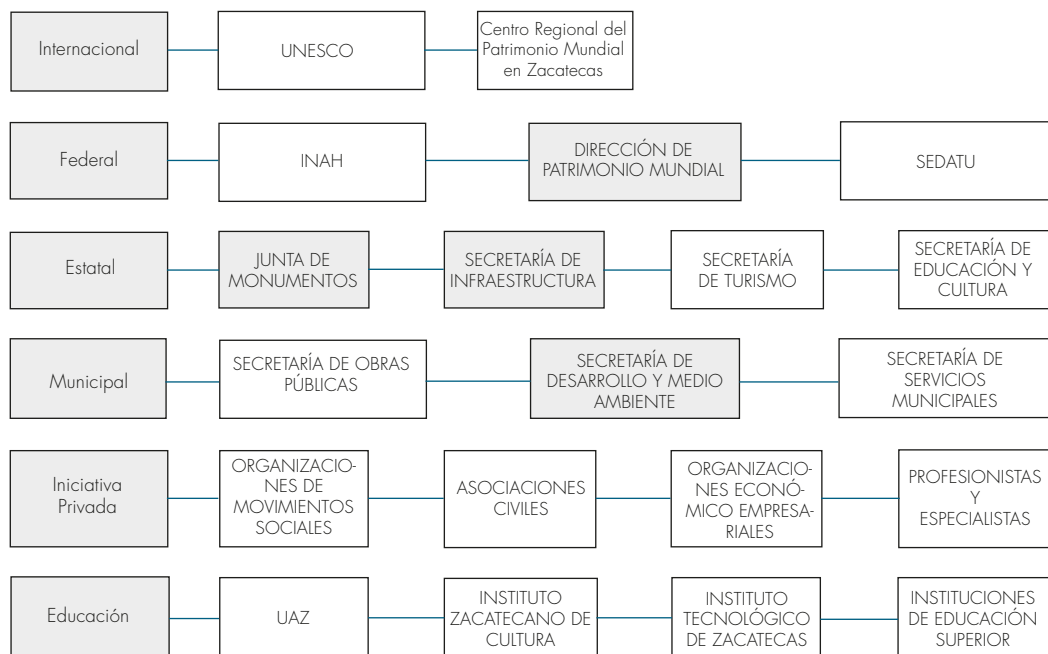 Internacional
UNESCO
Centro Regional del
Patrimonio Mundial
en Zacatecas
Federal
INAH
DIRECCIÓN DE
PATRIMONIO MUNDIAL
SEDATU
Estatal
JUNTA DE
MONUMENTOS
SECRETARÍA DE
INFRAESTRUCTURA
SECRETARÍA
DE TURISMO
SECRETARÍA DE
EDUCACIÓN Y
CULTURA
Municipal
SECRETARÍA DE OBRAS
PÚBLICAS
SECRETARÍA DE
DESARROLLO Y MEDIO
AMBIENTE
SECRETARÍA DE
SERVICIOS
MUNICIPALES
Iniciativa
Privada
ORGANIZACIO-
NES DE
MOVIMIENTOS
SOCIALES
ASOCIACIONES
CIVILES
ORGANIZACIO-
NES ECONÓ-
MICO EMPRESA-
RIALES
PROFESIONISTAS
Y
ESPECIALISTAS
Educación
UAZ
INSTITUTO
ZACATECANO DE
CULTURA
INSTITUTO
TECNOLÓGICO
DE ZACATECAS
INSTITUCIONES
DE EDUCACIÓN
SUPERIOR